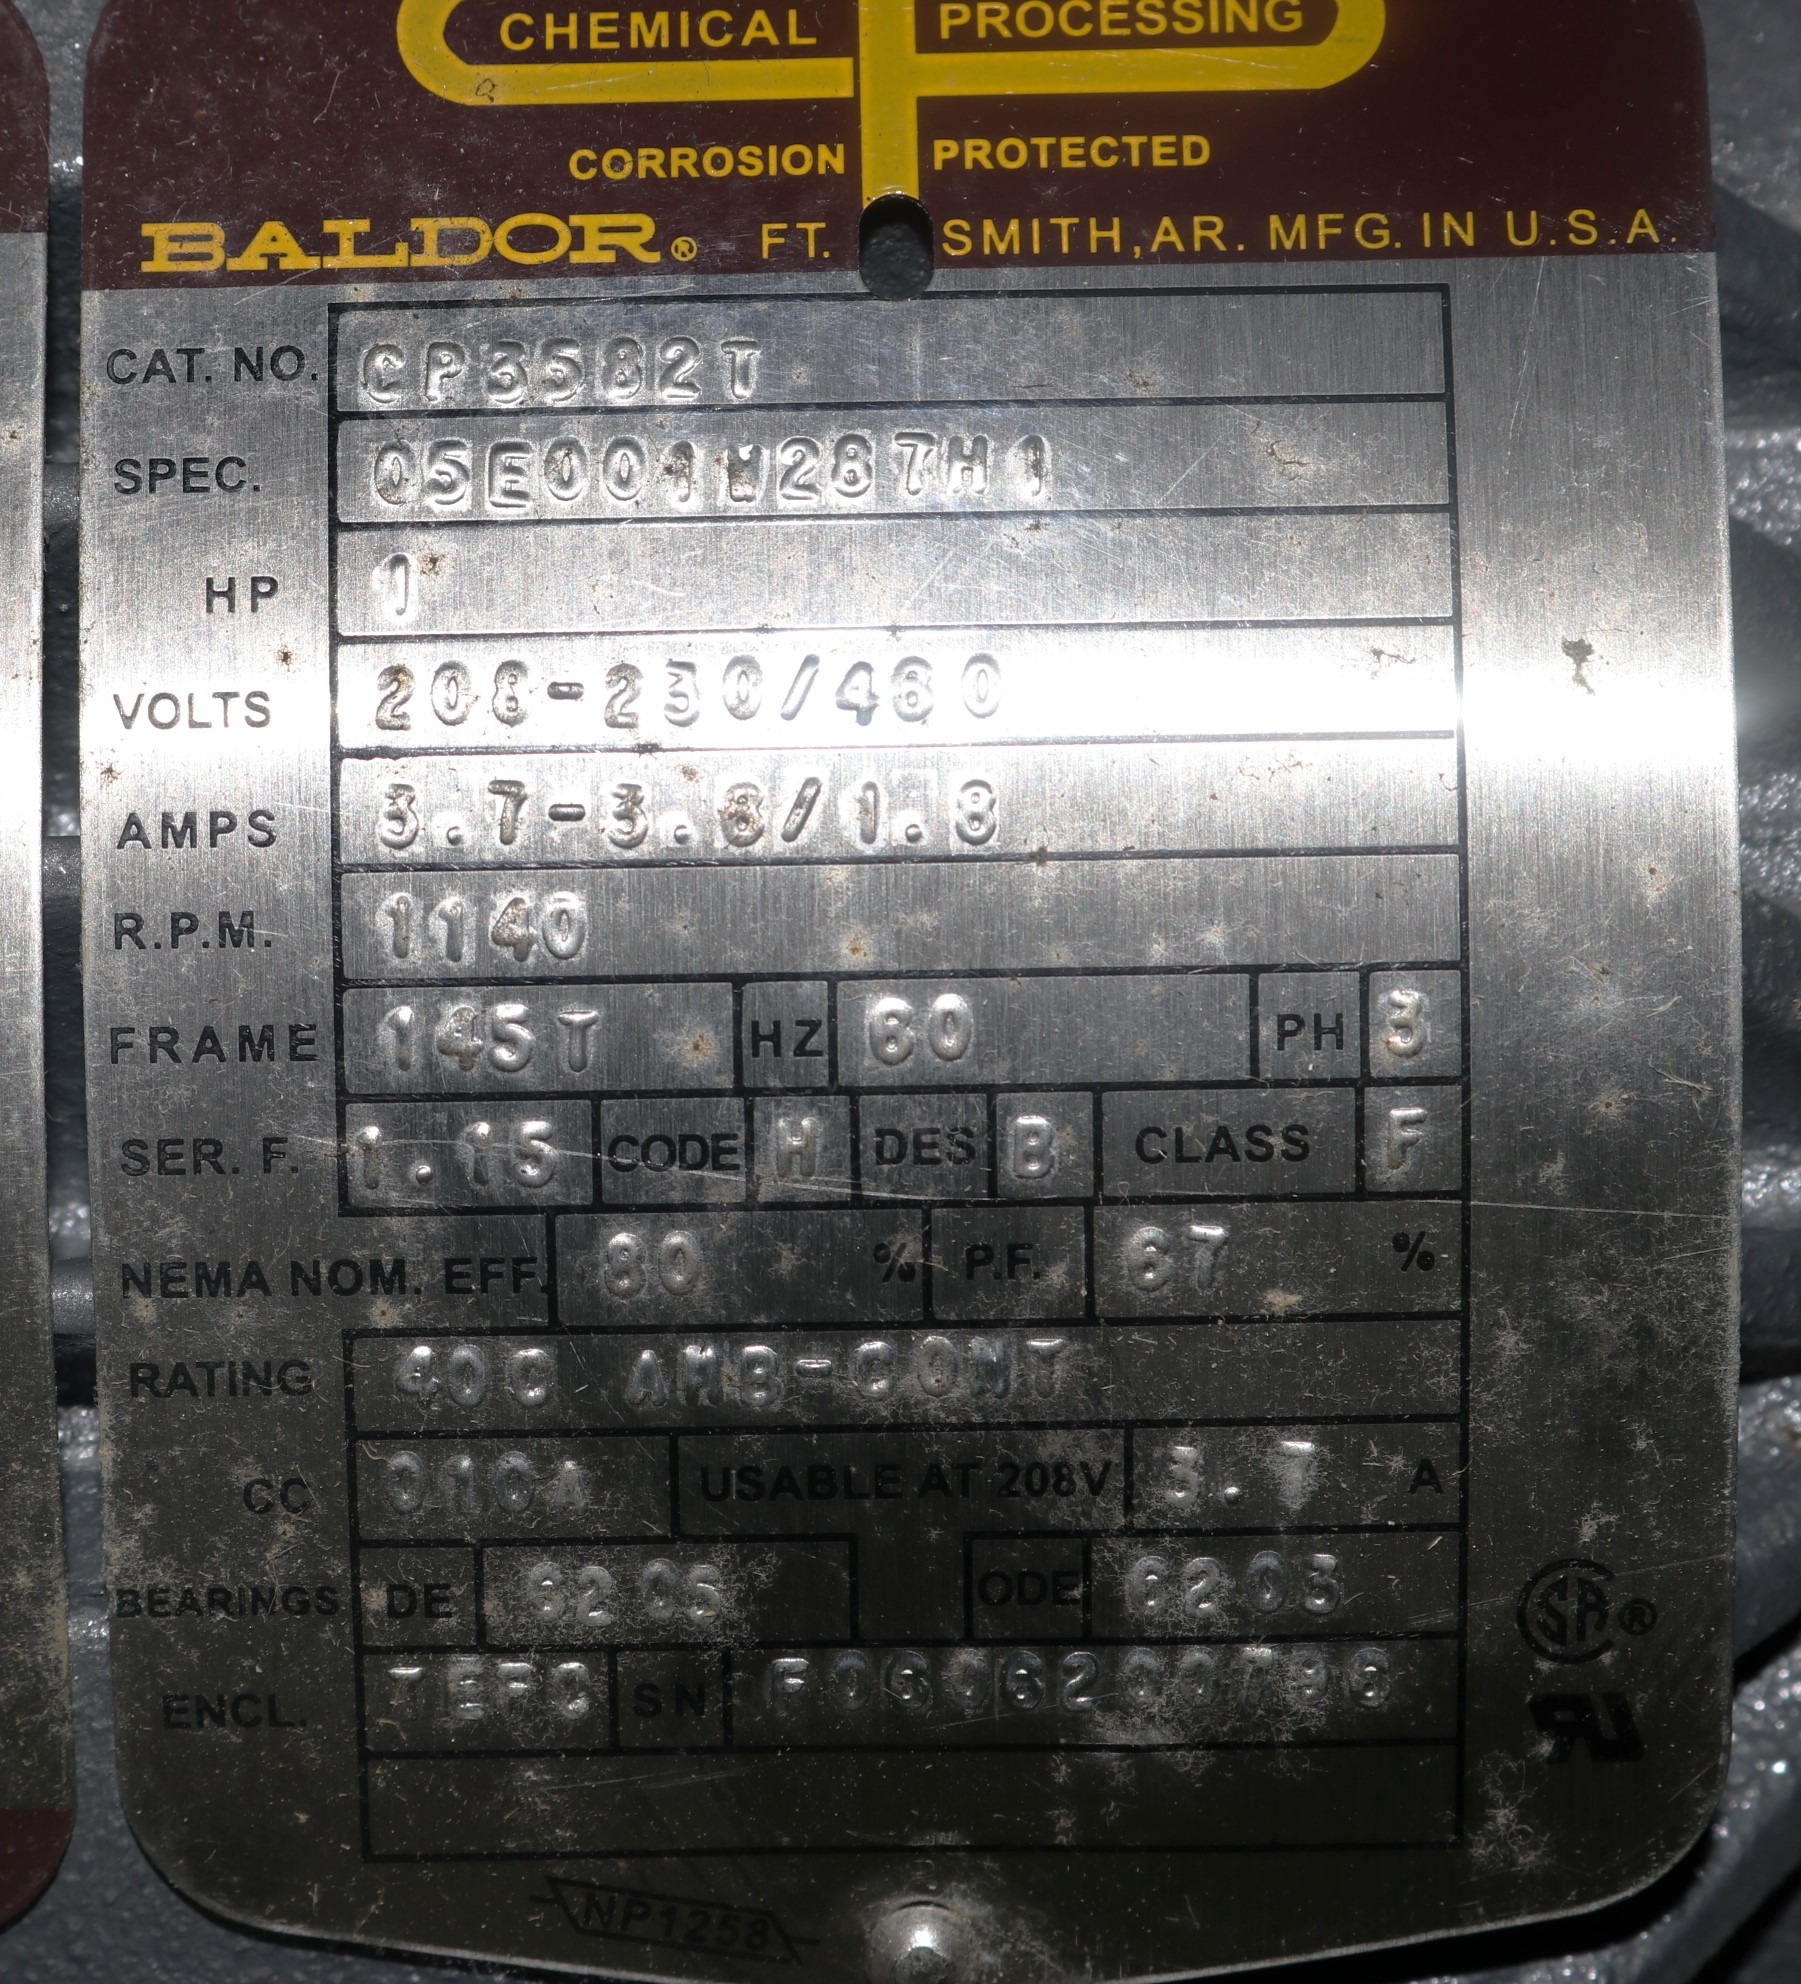 CHEMICAL PROCESSING
CORROSION PROTECTED
BALDOR® FT. SMITH, AR. MFG. IN U.S.A.
CAT. NO. CP3582T
SPEC. 05E001W287H1
HP 1
VOLTS 208-230/460
AMPS 3.7-3.6/1.8
R.P.M. 1140
FRAME 145T HZ 60 PH 3
SER. F. 1.15 CODE H DES B CLASS F
NEMA NOM. EFF. 80 % P.F. 67 %
RATING 40C AMB-CONT
CC 010A USABLE AT 208V 3.7 A
BEARINGS DE 6205 ODE 6203
ENCL. TEFC SN F0606200796
NP1258